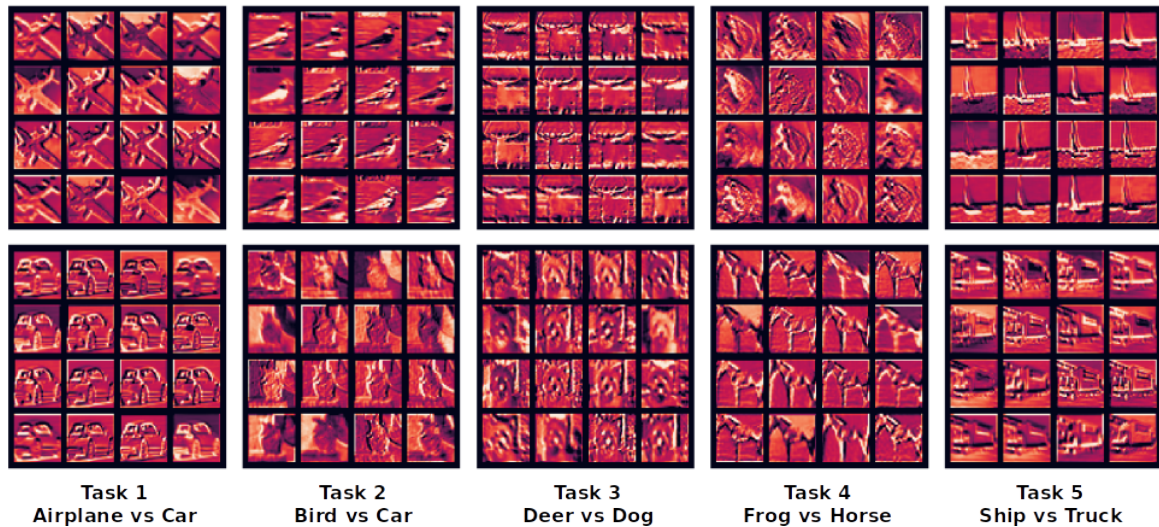 Task 1
Airplane vs Car
Task 2
Bird vs Car
Task 3
Deer vs Dog
Task 4
Frog vs Horse
Task 5
Ship vs Truck